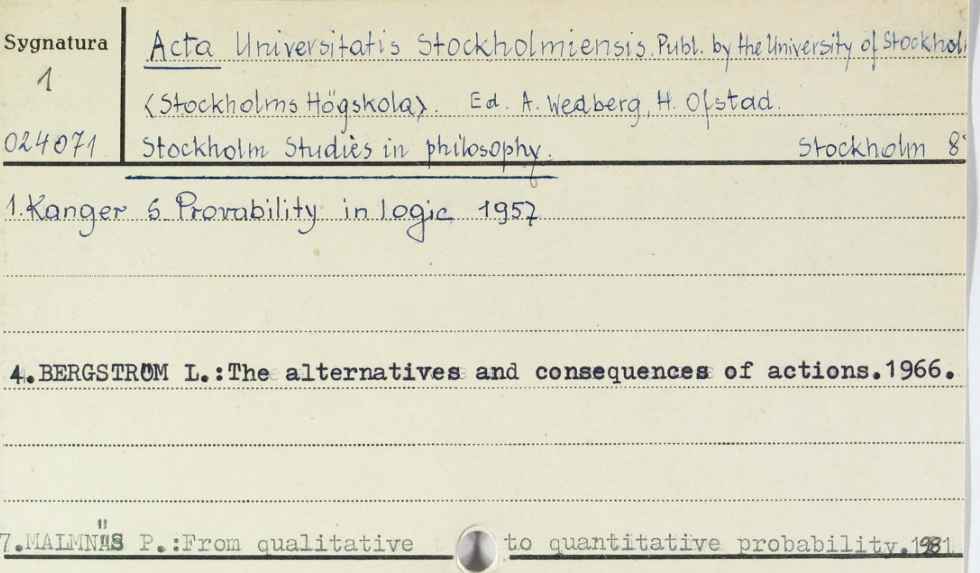 Sygnatura
1
024071
Acta Universitatis Stockholmiensis. Publ. by the University of Stockhol
<Stockholms Högskola>. Ed. A. Wedberg, H. Ofstad.
Stockholm Studies in philosophy. Stockholm 8°
1. Kanger S Provability in logic 1957
4.BERGSTRÖM L.:The alternatives and consequences of actions.1966.
7.MALMNÄS P.:From qualitative to quantitative probability.1981